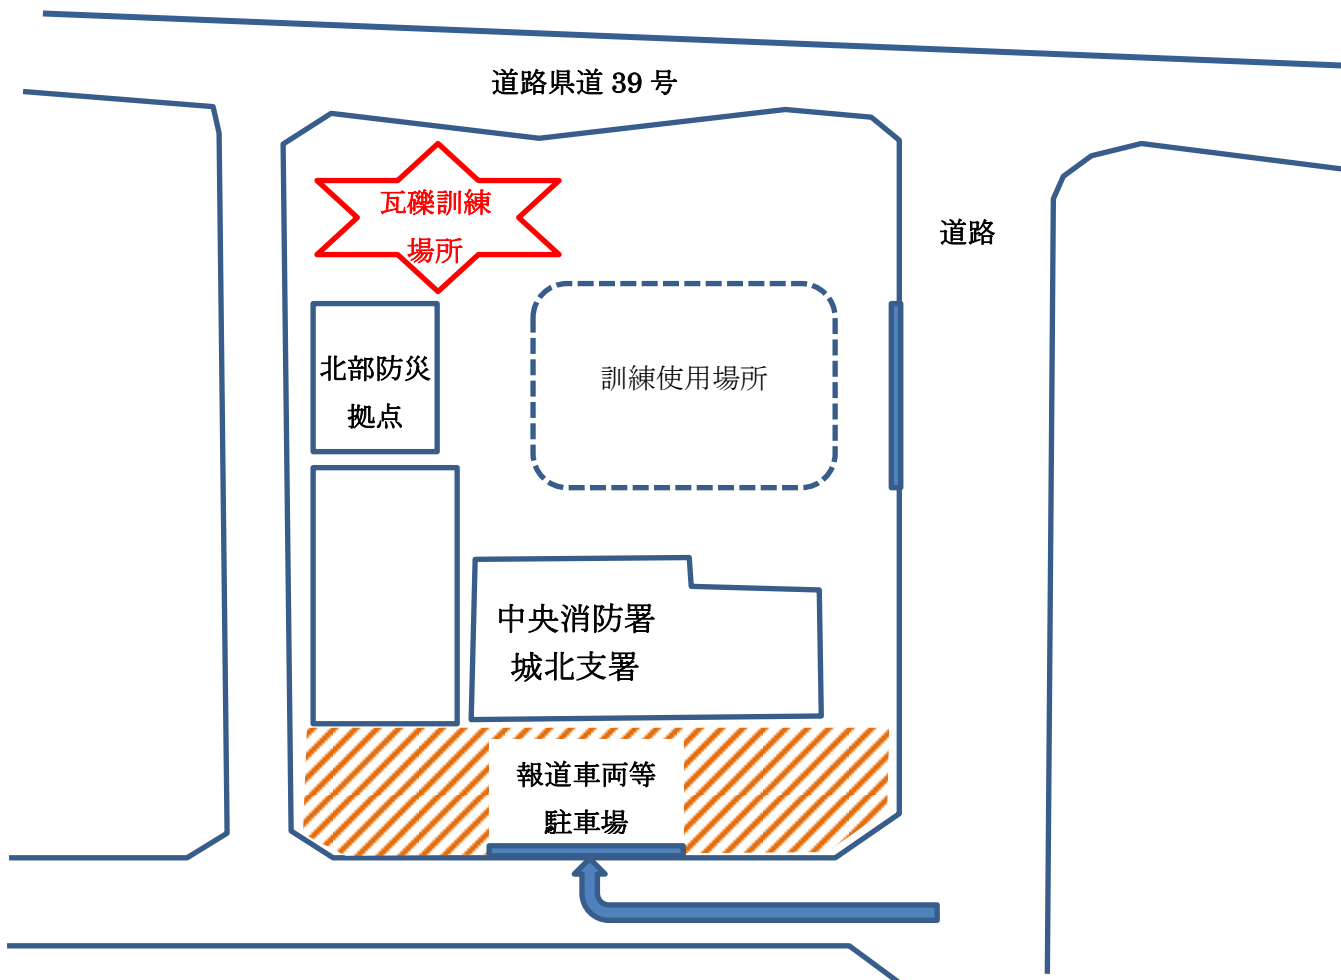 道路県道 39 号
瓦礫訓練
場所
道路
北部防災
拠点
訓練使用場所
中央消防署
城北支署
報道車両等
駐車場